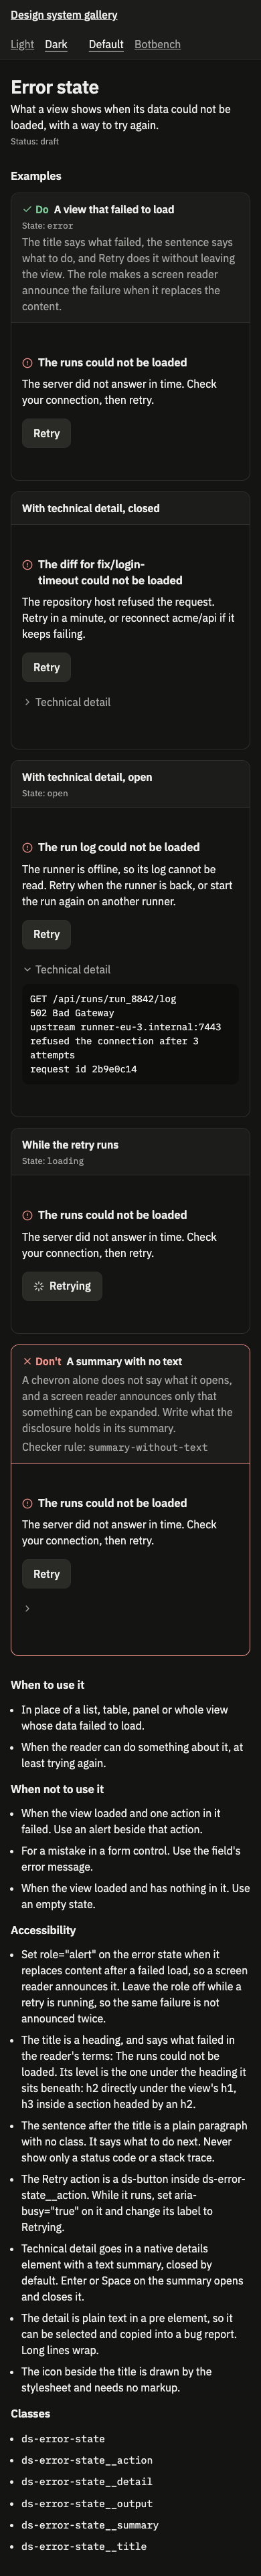 Design system gallery
Light Dark Default Botbench
Error state
What a view shows when its data could not be
loaded, with a way to try again.
Status: draft
Examples
Do A view that failed to load
State: error
The title says what failed, the sentence says
what to do, and Retry does it without leaving
the view. The role makes a screen reader
announce the failure when it replaces the
content.
The runs could not be loaded
The server did not answer in time. Check
your connection, then retry.
Retry
With technical detail, closed
The diff for fix/login-
timeout could not be loaded
The repository host refused the request.
Retry in a minute, or reconnect acme/api if it
keeps failing.
Retry
Technical detail
With technical detail, open
State: open
The run log could not be loaded
The runner is offline, so its log cannot be
read. Retry when the runner is back, or start
the run again on another runner.
Retry
Technical detail
GET /api/runs/run_8842/log
502 Bad Gateway
upstream runner-eu-3.internal:7443
refused the connection after 3
attempts
request id 2b9e0c14
While the retry runs
State: loading
The runs could not be loaded
The server did not answer in time. Check
your connection, then retry.
Retrying
Don't A summary with no text
A chevron alone does not say what it opens,
and a screen reader announces only that
something can be expanded. Write what the
disclosure holds in its summary.
Checker rule: summary-without-text
The runs could not be loaded
The server did not answer in time. Check
your connection, then retry.
Retry
When to use it
• In place of a list, table, panel or whole view
whose data failed to load.
• When the reader can do something about it, at
least trying again.
When not to use it
• When the view loaded and one action in it
failed. Use an alert beside that action.
• For a mistake in a form control. Use the field's
error message.
• When the view loaded and has nothing in it. Use
an empty state.
Accessibility
• Set role="alert" on the error state when it
replaces content after a failed load, so a screen
reader announces it. Leave the role off while a
retry is running, so the same failure is not
announced twice.
• The title is a heading, and says what failed in
the reader's terms: The runs could not be
loaded. Its level is the one under the heading it
sits beneath: h2 directly under the view's h1,
h3 inside a section headed by an h2.
• The sentence after the title is a plain paragraph
with no class. It says what to do next. Never
show only a status code or a stack trace.
• The Retry action is a ds-button inside ds-error-
state__action. While it runs, set aria-
busy="true" on it and change its label to
Retrying.
• Technical detail goes in a native details
element with a text summary, closed by
default. Enter or Space on the summary opens
and closes it.
• The detail is plain text in a pre element, so it
can be selected and copied into a bug report.
Long lines wrap.
• The icon beside the title is drawn by the
stylesheet and needs no markup.
Classes
• ds-error-state
• ds-error-state__action
• ds-error-state__detail
• ds-error-state__output
• ds-error-state__summary
• ds-error-state__title